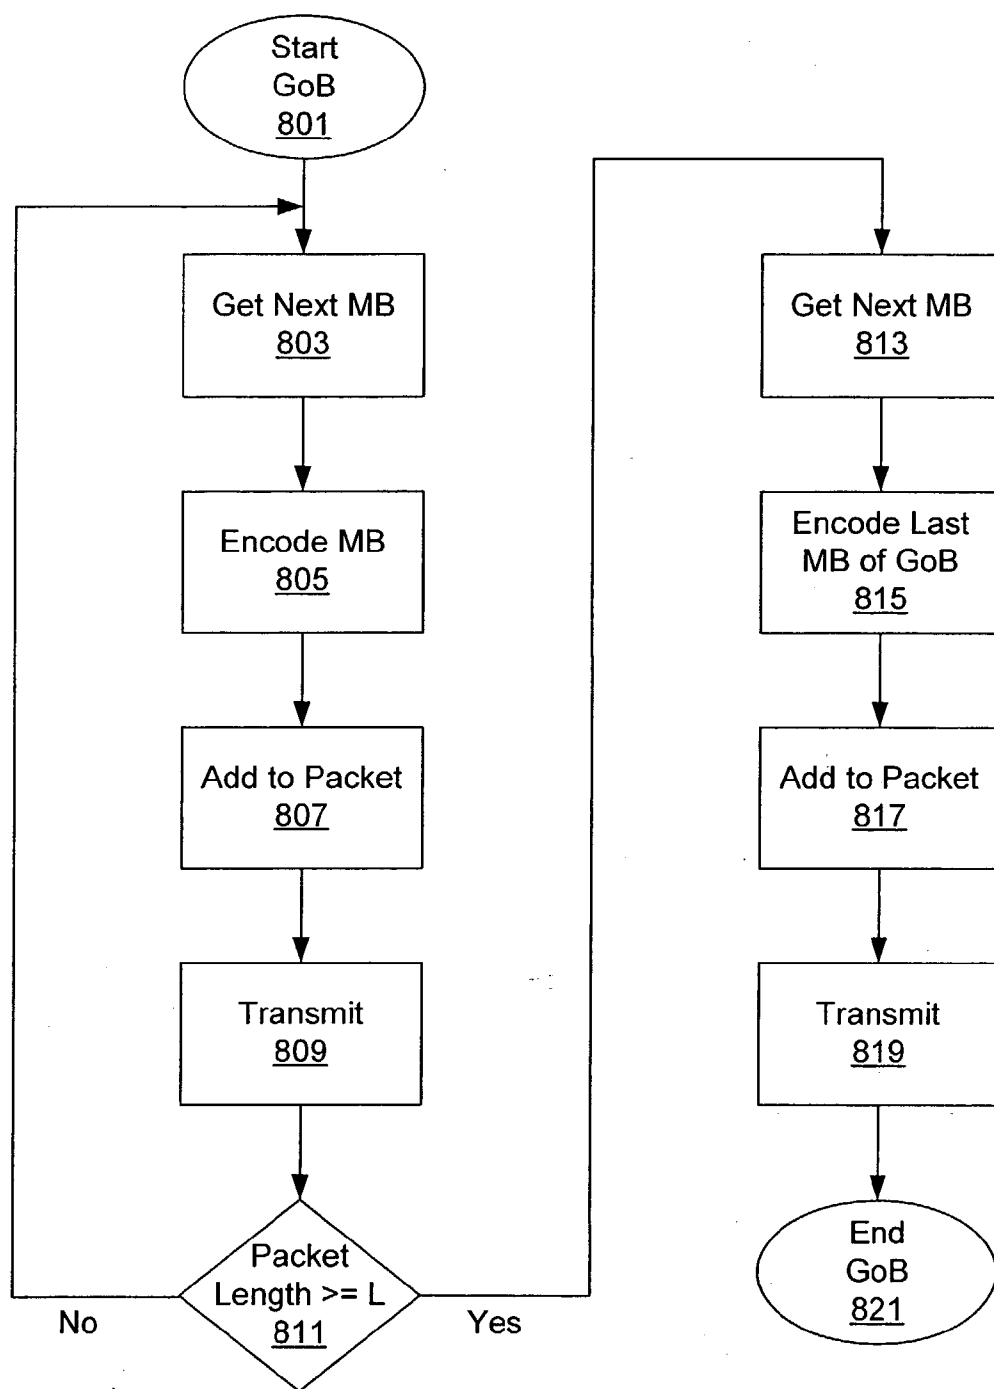 Start
GoB
801
Get Next MB
803
Encode MB
805
Add to Packet
807
Transmit
809
Packet
Length >= L
811
No
Yes
Get Next MB
813
Encode Last
MB of GoB
815
Add to Packet
817
Transmit
819
End
GoB
821